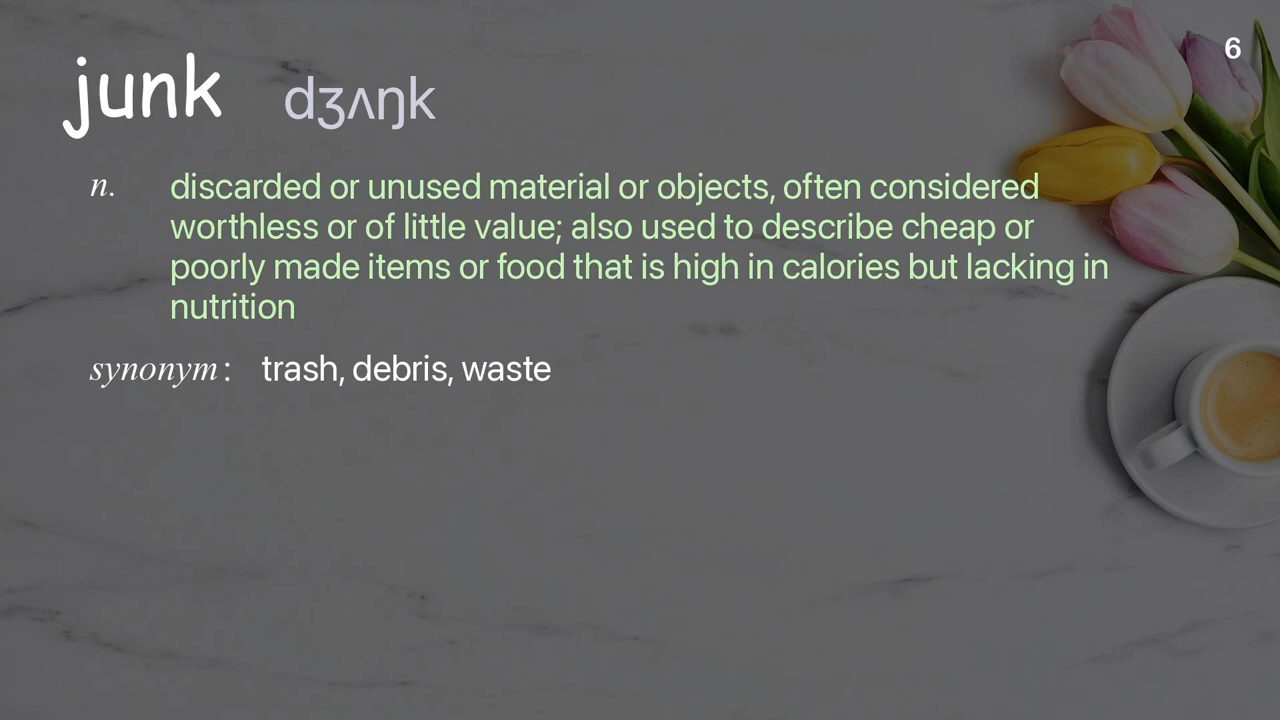 6
junk dʒʌŋk
n. discarded or unused material or objects, often considered
worthless or of little value; also used to describe cheap or
poorly made items or food that is high in calories but lacking in
nutrition
synonym: trash, debris, waste